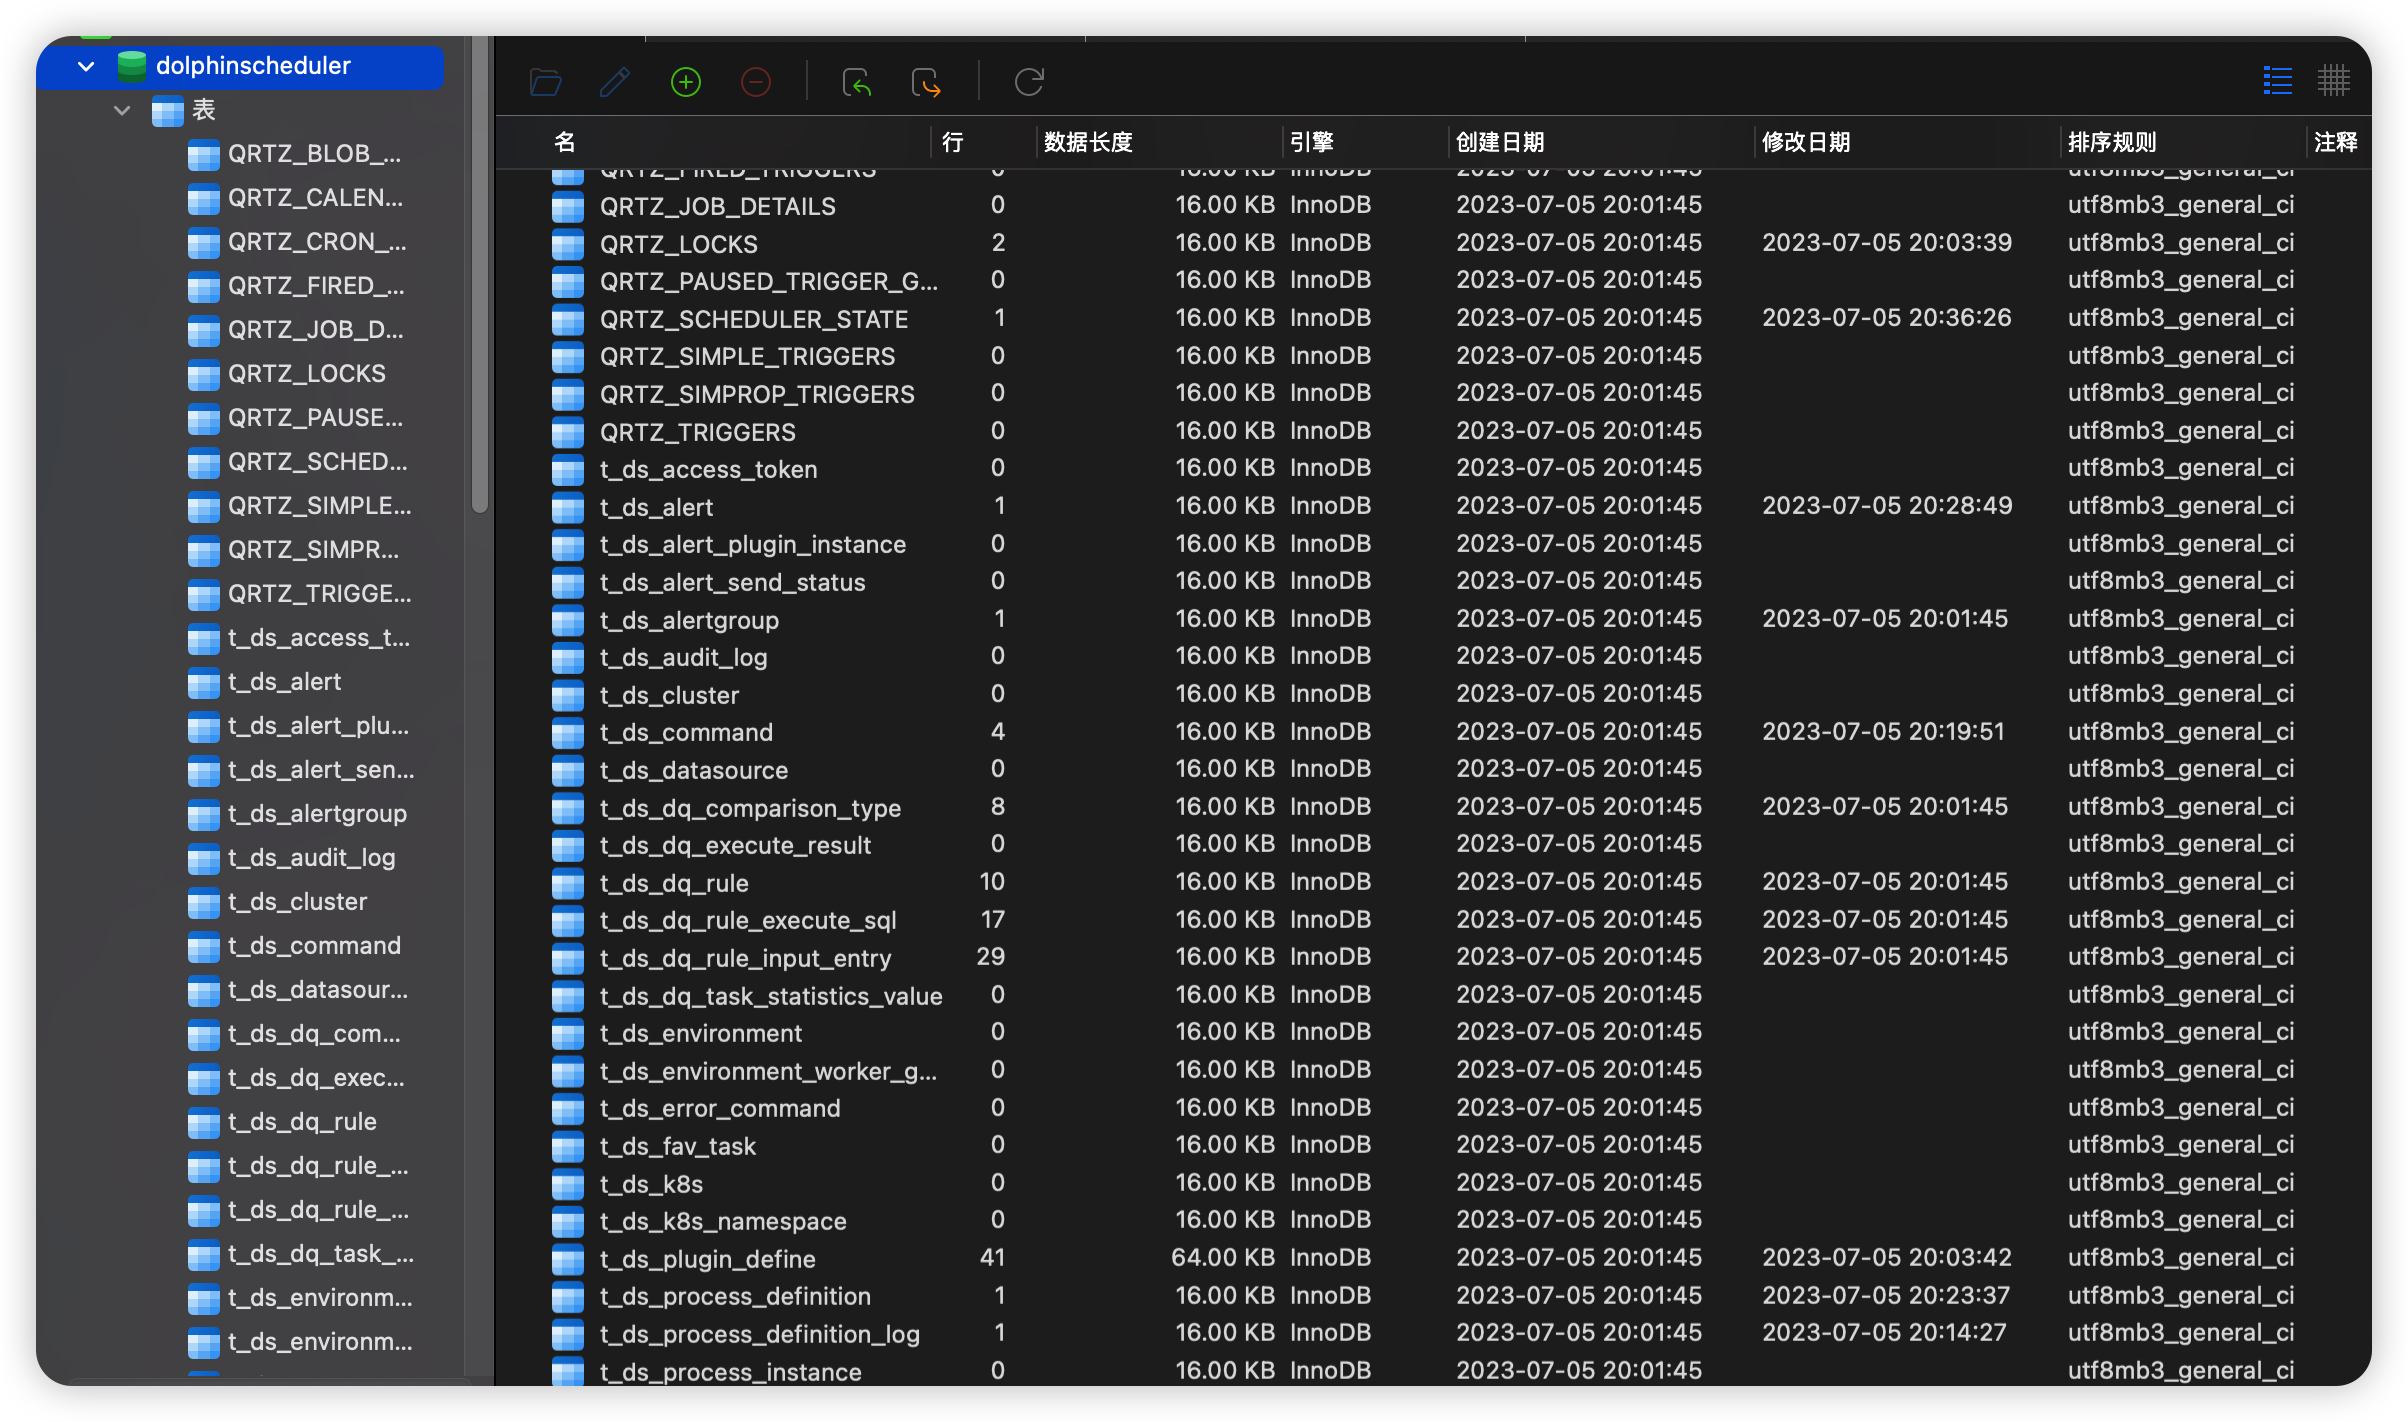 dolphinscheduler
表
QRTZ_BLOB_...
QRTZ_CALEN...
QRTZ_CRON_...
QRTZ_FIRED_...
QRTZ_JOB_D...
QRTZ_LOCKS
QRTZ_PAUSE...
QRTZ_SCHED...
QRTZ_SIMPLE...
QRTZ_SIMPR...
QRTZ_TRIGGE...
t_ds_access_t...
t_ds_alert
t_ds_alert_plu...
t_ds_alert_sen...
t_ds_alertgroup
t_ds_audit_log
t_ds_cluster
t_ds_command
t_ds_datasour...
t_ds_dq_com...
t_ds_dq_exec...
t_ds_dq_rule
t_ds_dq_rule_...
t_ds_dq_rule_...
t_ds_dq_task_...
t_ds_environm...
t_ds_environm...
名 行 数据长度 引擎 创建日期 修改日期 排序规则 注释
QRTZ_FIRED_TRIGGERS 0 16.00 KB InnoDB 2023-07-05 20:01:45 utf8mb3_general_ci
QRTZ_JOB_DETAILS 0 16.00 KB InnoDB 2023-07-05 20:01:45 utf8mb3_general_ci
QRTZ_LOCKS 2 16.00 KB InnoDB 2023-07-05 20:01:45 2023-07-05 20:03:39 utf8mb3_general_ci
QRTZ_PAUSED_TRIGGER_G... 0 16.00 KB InnoDB 2023-07-05 20:01:45 utf8mb3_general_ci
QRTZ_SCHEDULER_STATE 1 16.00 KB InnoDB 2023-07-05 20:01:45 2023-07-05 20:36:26 utf8mb3_general_ci
QRTZ_SIMPLE_TRIGGERS 0 16.00 KB InnoDB 2023-07-05 20:01:45 utf8mb3_general_ci
QRTZ_SIMPROP_TRIGGERS 0 16.00 KB InnoDB 2023-07-05 20:01:45 utf8mb3_general_ci
QRTZ_TRIGGERS 0 16.00 KB InnoDB 2023-07-05 20:01:45 utf8mb3_general_ci
t_ds_access_token 0 16.00 KB InnoDB 2023-07-05 20:01:45 utf8mb3_general_ci
t_ds_alert 1 16.00 KB InnoDB 2023-07-05 20:01:45 2023-07-05 20:28:49 utf8mb3_general_ci
t_ds_alert_plugin_instance 0 16.00 KB InnoDB 2023-07-05 20:01:45 utf8mb3_general_ci
t_ds_alert_send_status 0 16.00 KB InnoDB 2023-07-05 20:01:45 utf8mb3_general_ci
t_ds_alertgroup 1 16.00 KB InnoDB 2023-07-05 20:01:45 2023-07-05 20:01:45 utf8mb3_general_ci
t_ds_audit_log 0 16.00 KB InnoDB 2023-07-05 20:01:45 utf8mb3_general_ci
t_ds_cluster 0 16.00 KB InnoDB 2023-07-05 20:01:45 utf8mb3_general_ci
t_ds_command 4 16.00 KB InnoDB 2023-07-05 20:01:45 2023-07-05 20:19:51 utf8mb3_general_ci
t_ds_datasource 0 16.00 KB InnoDB 2023-07-05 20:01:45 utf8mb3_general_ci
t_ds_dq_comparison_type 8 16.00 KB InnoDB 2023-07-05 20:01:45 2023-07-05 20:01:45 utf8mb3_general_ci
t_ds_dq_execute_result 0 16.00 KB InnoDB 2023-07-05 20:01:45 utf8mb3_general_ci
t_ds_dq_rule 10 16.00 KB InnoDB 2023-07-05 20:01:45 2023-07-05 20:01:45 utf8mb3_general_ci
t_ds_dq_rule_execute_sql 17 16.00 KB InnoDB 2023-07-05 20:01:45 2023-07-05 20:01:45 utf8mb3_general_ci
t_ds_dq_rule_input_entry 29 16.00 KB InnoDB 2023-07-05 20:01:45 2023-07-05 20:01:45 utf8mb3_general_ci
t_ds_dq_task_statistics_value 0 16.00 KB InnoDB 2023-07-05 20:01:45 utf8mb3_general_ci
t_ds_environment 0 16.00 KB InnoDB 2023-07-05 20:01:45 utf8mb3_general_ci
t_ds_environment_worker_g... 0 16.00 KB InnoDB 2023-07-05 20:01:45 utf8mb3_general_ci
t_ds_error_command 0 16.00 KB InnoDB 2023-07-05 20:01:45 utf8mb3_general_ci
t_ds_fav_task 0 16.00 KB InnoDB 2023-07-05 20:01:45 utf8mb3_general_ci
t_ds_k8s 0 16.00 KB InnoDB 2023-07-05 20:01:45 utf8mb3_general_ci
t_ds_k8s_namespace 0 16.00 KB InnoDB 2023-07-05 20:01:45 utf8mb3_general_ci
t_ds_plugin_define 41 64.00 KB InnoDB 2023-07-05 20:01:45 2023-07-05 20:03:42 utf8mb3_general_ci
t_ds_process_definition 1 16.00 KB InnoDB 2023-07-05 20:01:45 2023-07-05 20:23:37 utf8mb3_general_ci
t_ds_process_definition_log 1 16.00 KB InnoDB 2023-07-05 20:01:45 2023-07-05 20:14:27 utf8mb3_general_ci
t_ds_process_instance 0 16.00 KB InnoDB 2023-07-05 20:01:45 utf8mb3_general_ci